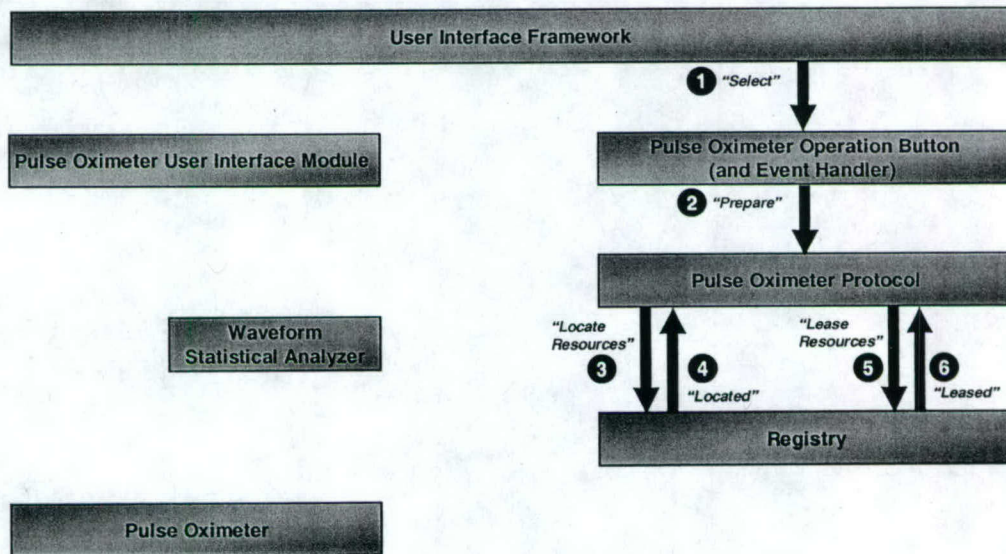 User Interface Framework
1 "Select"
Pulse Oximeter User Interface Module
Pulse Oximeter Operation Button
(and Event Handler)
2 "Prepare"
Pulse Oximeter Protocol
Waveform
Statistical Analyzer
"Locate
Resources"
3
4
"Located"
"Lease
Resources"
5
6
"Leased"
Registry
Pulse Oximeter